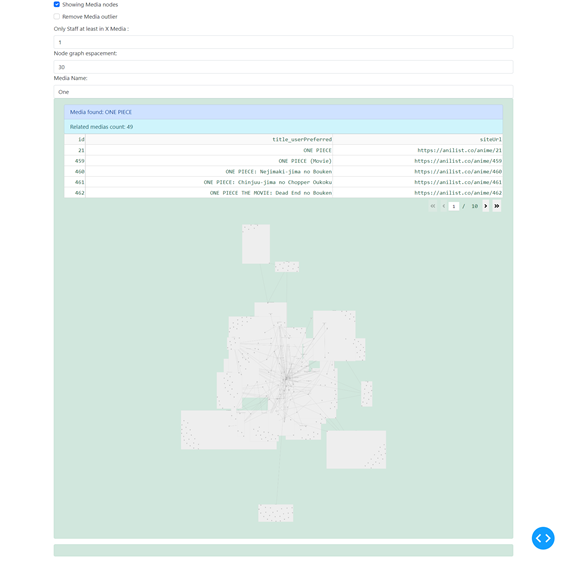 Showing Media nodes
Remove Media outlier
Only Staff at least in X Media :
1
Node graph espacement:
30
Media Name:
One
Media found: ONE PIECE
Related medias count: 49
id title_userPreferred siteUrl
21 ONE PIECE https://anilist.co/anime/21
459 ONE PIECE (Movie) https://anilist.co/anime/459
460 ONE PIECE: Nejimaki-jima no Bouken https://anilist.co/anime/460
461 ONE PIECE: Chinjuu-jima no Chopper Oukoku https://anilist.co/anime/461
462 ONE PIECE THE MOVIE: Dead End no Bouken https://anilist.co/anime/462
1 / 10